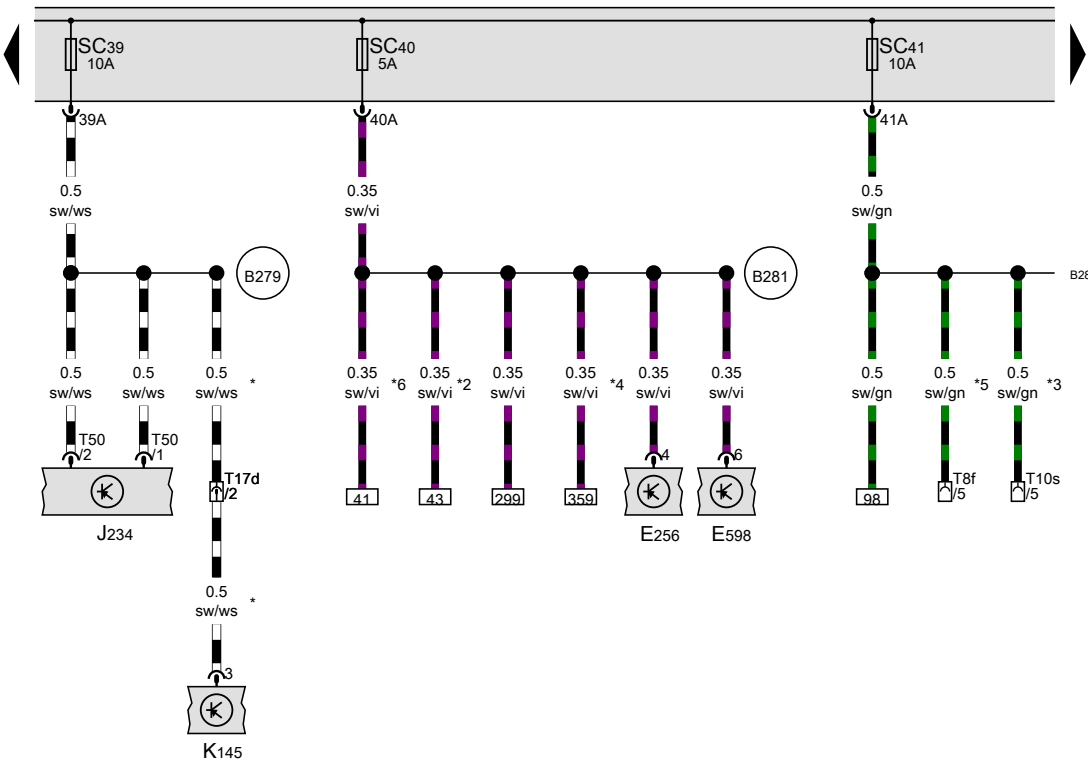 SC39
10A
SC40
5A
SC41
10A
39A
40A
41A
0.5
sw/ws
0.35
sw/vi
0.5
sw/gn
B279
B281
B28
0.5
sw/ws
0.5
sw/ws
0.5
sw/ws
*
0.35
sw/vi
*6
0.35
sw/vi
*2
0.35
sw/vi
0.35
sw/vi
*4
0.35
sw/vi
0.35
sw/vi
0.5
sw/gn
0.5
sw/gn
*5
0.5
sw/gn
*3
T50
/2
T50
/1
T17d
/2
4
6
41
43
299
359
98
T8f
/5
T10s
/5
J234
E256
E598
0.5
sw/ws
*
3
K145